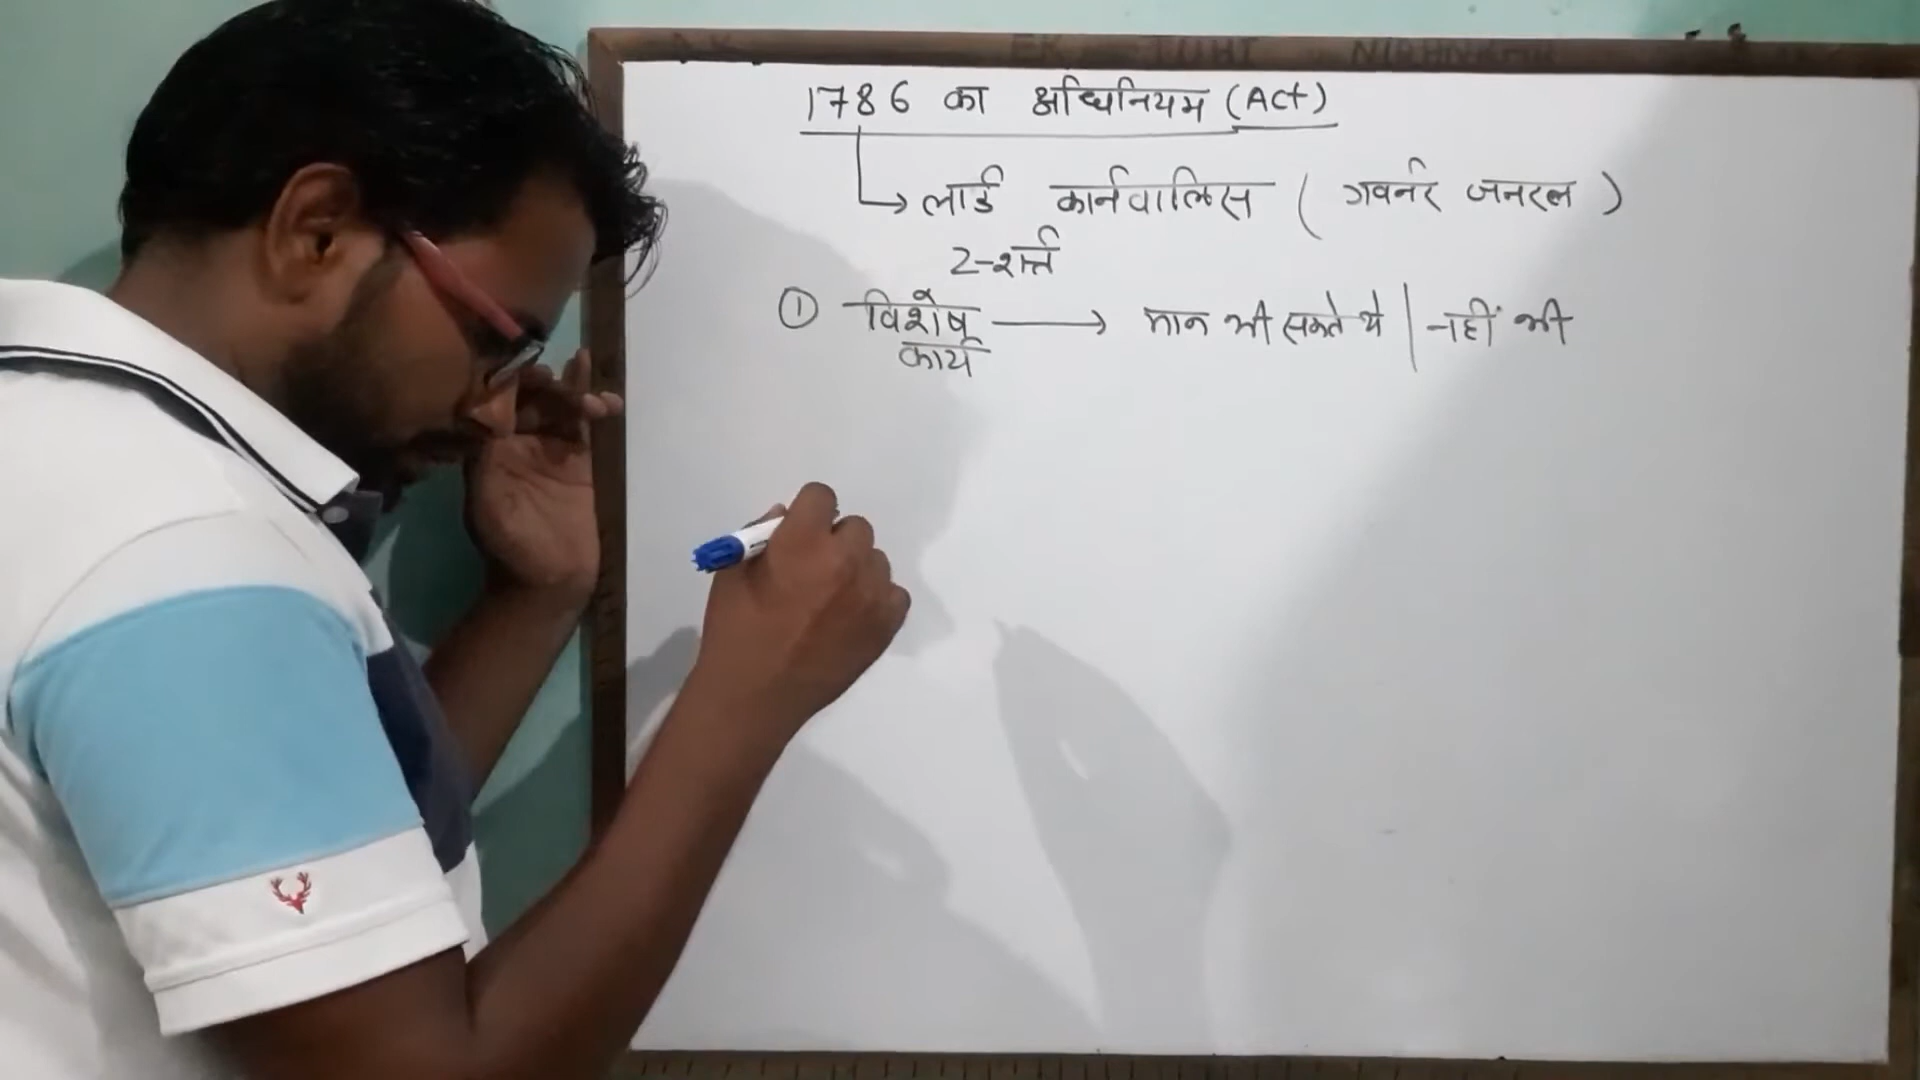 1786 का अधिनियम (Act)
लार्ड कार्नवालिस ( गवर्नर जनरल )
2-शर्त्त
① विशेष कार्य → मान भी सकते थे | नहीं भी